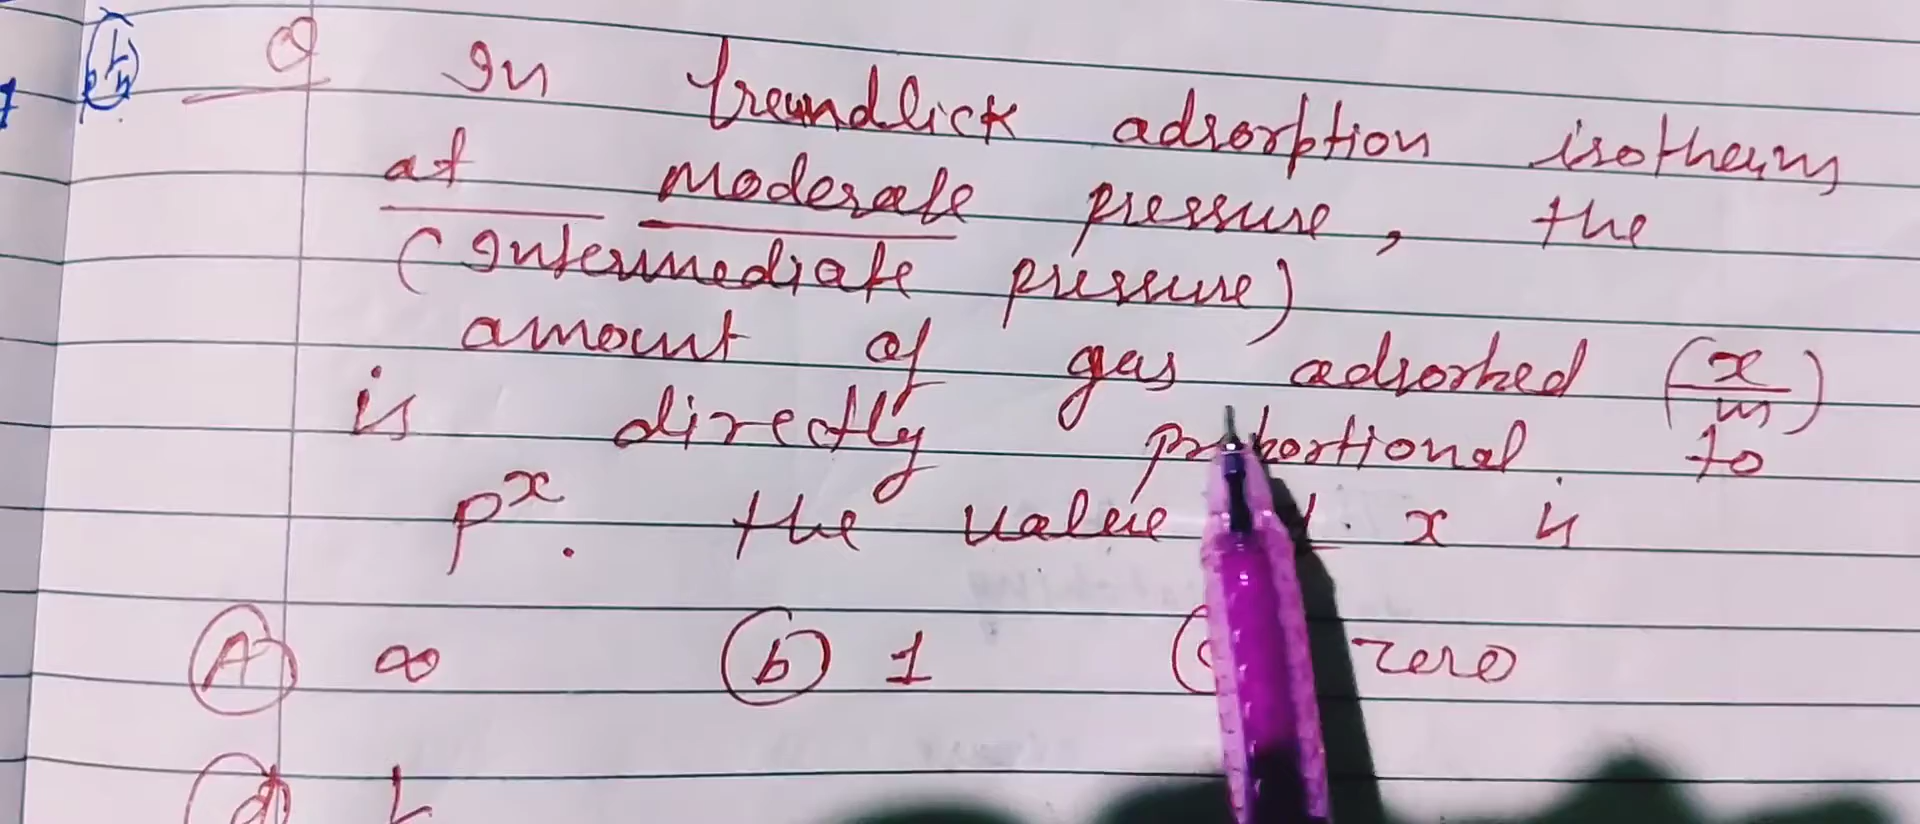 Q In freundlick adsorption isotherm
at moderate pressure, the
(Intermediate pressure)
amount of gas adsorbed (x/m)
is directly proportional to
p^x. the value x is
(A) ∞ (b) 1 (C zero
(d)